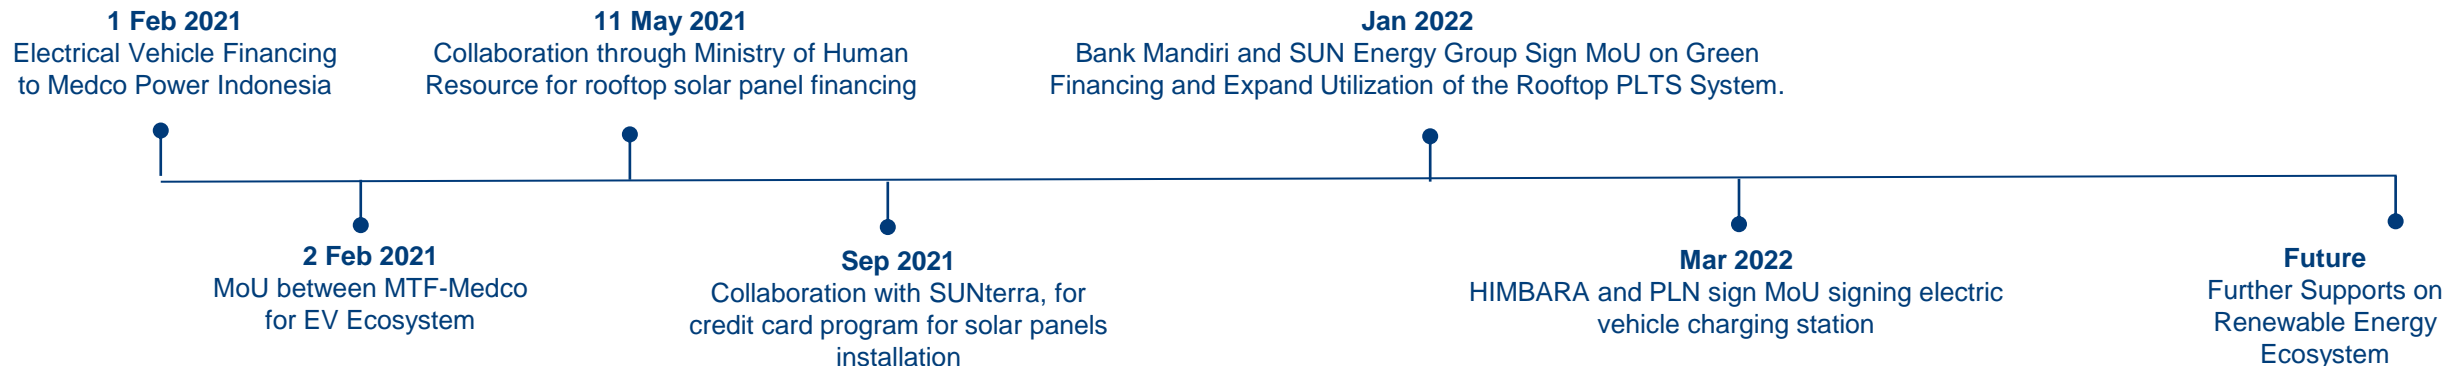 1 Feb 2021
Electrical Vehicle Financing
to Medco Power Indonesia
11 May 2021
Collaboration through Ministry of Human
Resource for rooftop solar panel financing
Jan 2022
Bank Mandiri and SUN Energy Group Sign MoU on Green
Financing and Expand Utilization of the Rooftop PLTS System.
2 Feb 2021
MoU between MTF-Medco
for EV Ecosystem
Sep 2021
Collaboration with SUNterra, for
credit card program for solar panels
installation
Mar 2022
HIMBARA and PLN sign MoU signing electric
vehicle charging station
Future
Further Supports on
Renewable Energy
Ecosystem